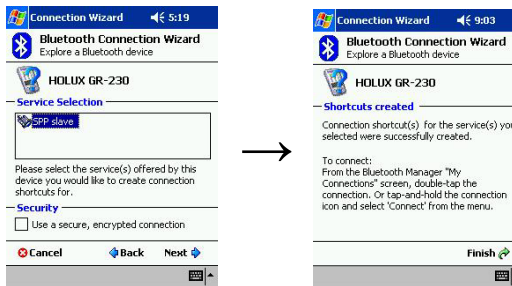 Connection Wizard 5:19
Bluetooth Connection Wizard
Explore a Bluetooth device
HOLUX GR-230
Service Selection
SPP slave
Please select the service(s) offered by this
device you would like to create connection
shortcuts for.
Security
Use a secure, encrypted connection
Cancel Back Next
→
Connection Wizard 9:03
Bluetooth Connection Wizard
Explore a Bluetooth device
HOLUX GR-230
Shortcuts created
Connection shortcut(s) for the service(s) you
selected were successfully created.
To connect:
From the Bluetooth Manager "My
Connections" screen, double-tap the
connection. Or tap-and-hold the connection
icon and select 'Connect' from the menu.
Finish